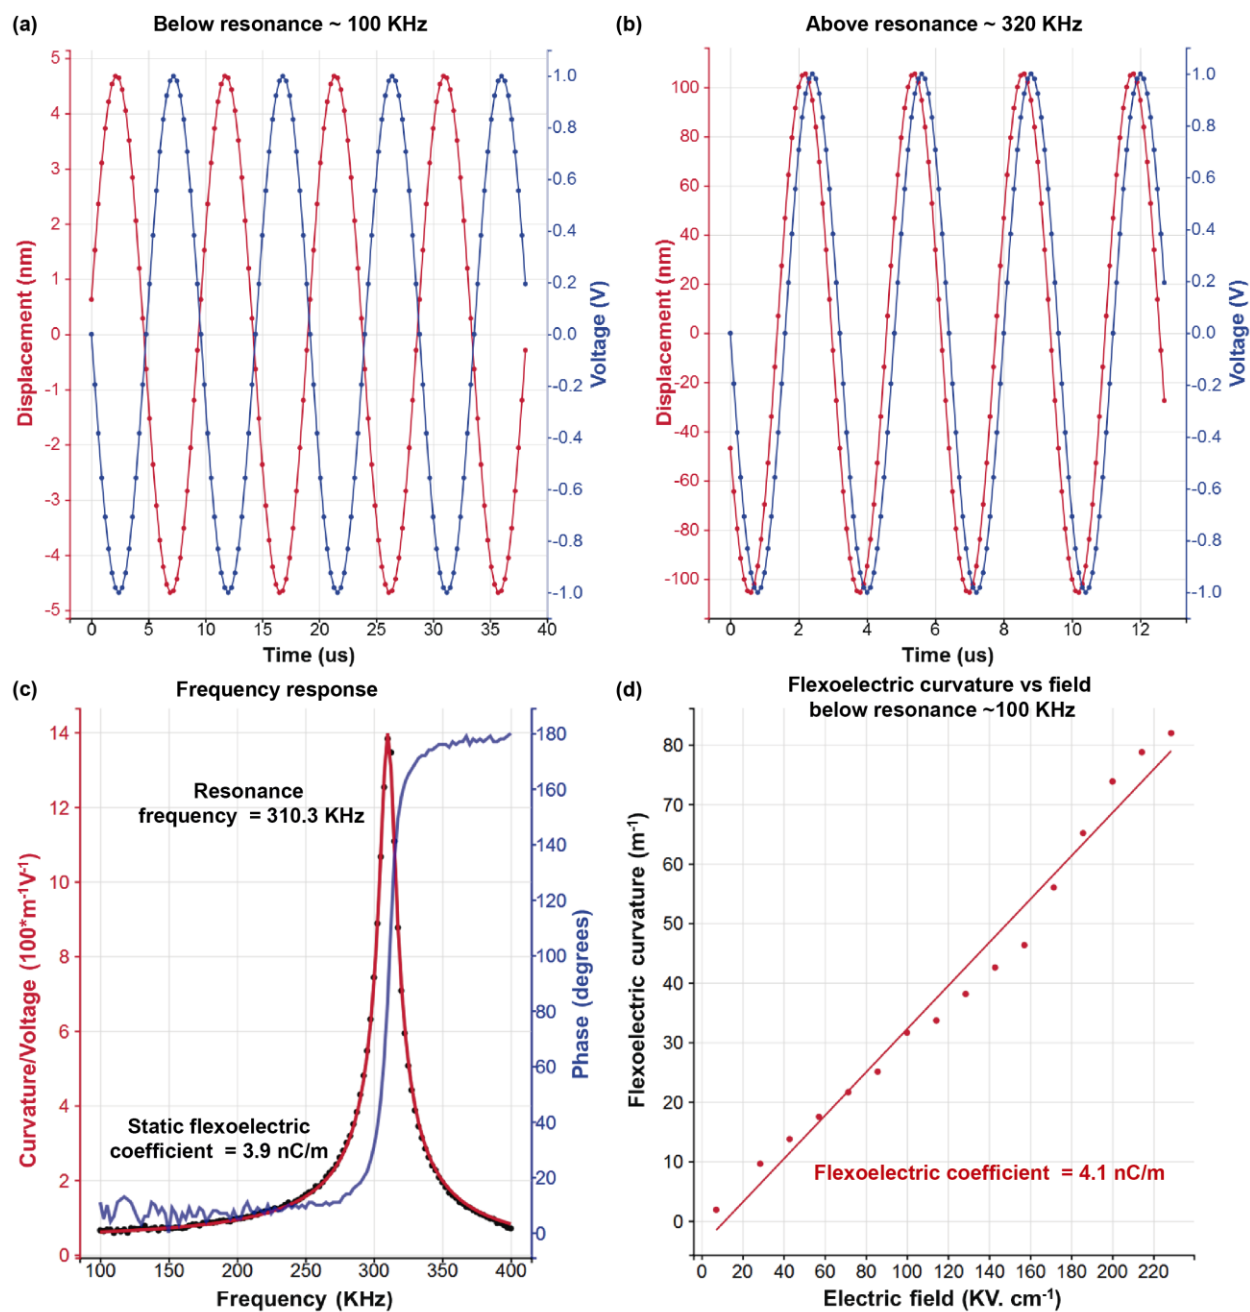 (a)
Below resonance ~ 100 KHz
5
4
3
2
1
0
-1
-2
-3
-4
-5
Displacement (nm)
1.0
0.8
0.6
0.4
0.2
0.0
-0.2
-0.4
-0.6
-0.8
-1.0
Voltage (V)
0 5 10 15 20 25 30 35 40
Time (us)
(b)
Above resonance ~ 320 KHz
100
80
60
40
20
0
-20
-40
-60
-80
-100
Displacement (nm)
1.0
0.8
0.6
0.4
0.2
0.0
-0.2
-0.4
-0.6
-0.8
-1.0
Voltage (V)
0 2 4 6 8 10 12
Time (us)
(c)
Frequency response
14
12
10
8
6
4
2
0
Curvature/Voltage (100*m⁻¹V⁻¹)
Resonance
frequency = 310.3 KHz
Static flexoelectric
coefficient = 3.9 nC/m
180
160
140
120
100
80
60
40
20
0
Phase (degrees)
100 150 200 250 300 350 400
Frequency (KHz)
(d)
Flexoelectric curvature vs field
below resonance ~100 KHz
80
70
60
50
40
30
20
10
0
Flexoelectric curvature (m⁻¹)
Flexoelectric coefficient = 4.1 nC/m
0 20 40 60 80 100 120 140 160 180 200 220
Electric field (KV. cm⁻¹)